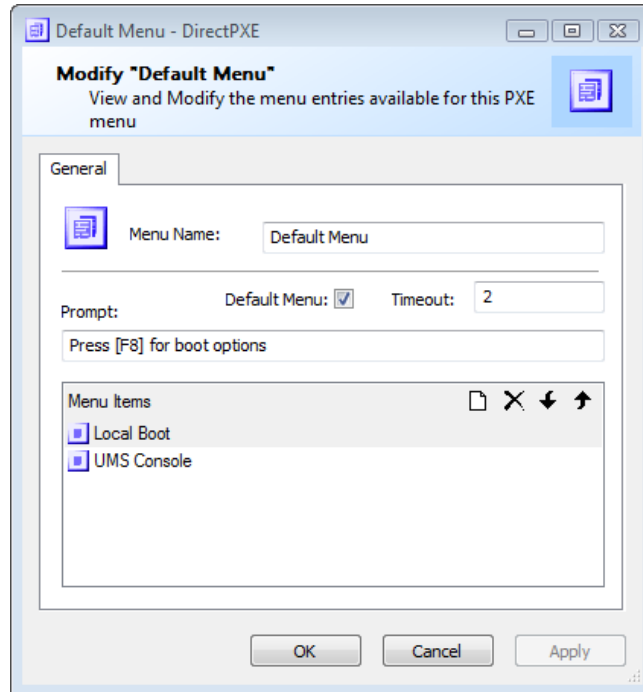 Default Menu - DirectPXE
Modify "Default Menu"
View and Modify the menu entries available for this PXE
menu
General
Menu Name: Default Menu
Default Menu: Timeout: 2
Prompt:
Press [F8] for boot options
Menu Items
Local Boot
UMS Console
OK Cancel Apply